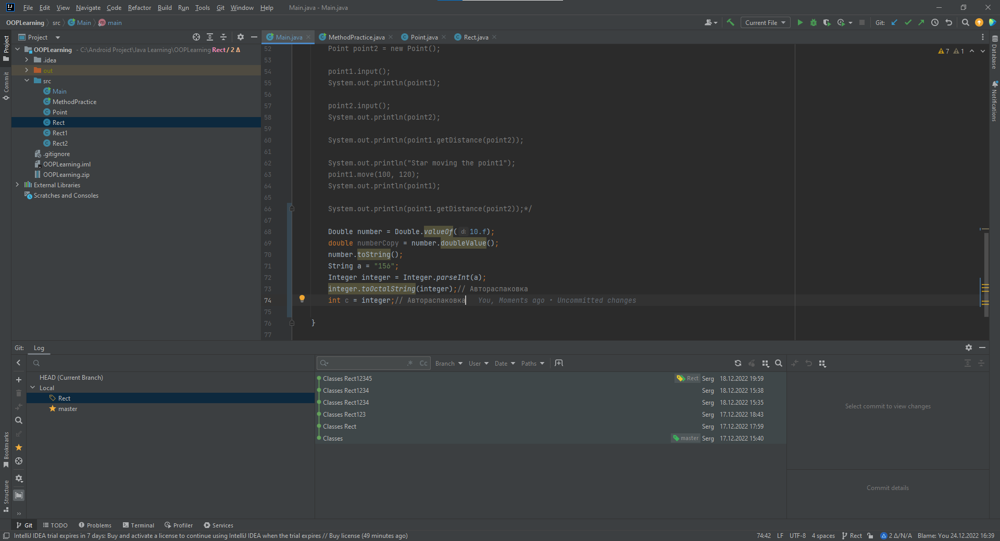 File Edit View Navigate Code Refactor Build Run Tools Git Window Help Main.java - Main.java
OOPLearning src Main main
Current File Git:
Project
Main.java MethodPractice.java Point.java Rect.java
OOPLearning - C:\Android Project\Java Learning\OOPLearning Rect / 2 Δ
.idea
out
src
Main
MethodPractice
Point
Rect
Rect1
Rect2
.gitignore
OOPLearning.iml
OOPLearning.zip
External Libraries
Scratches and Consoles
Project
Commit
Bookmarks
Structure
7 1
52 Point point2 = new Point();
53
54 point1.input();
55 System.out.println(point1);
56
57 point2.input();
58 System.out.println(point2);
59
60 System.out.println(point1.getDistance(point2));
61
62 System.out.println("Star moving the point1");
63 point1.move(100, 120);
64 System.out.println(point1);
65
66 System.out.println(point1.getDistance(point2));*/
67
68 Double number = Double.valueOf( d: 10.f);
69 double numberCopy = number.doubleValue();
70 number.toString();
71 String a = "156";
72 Integer integer = Integer.parseInt(a);
73 integer.toOctalString(integer);// Автораспаковка
74 int c = integer;// Автораспаковка You, Moments ago • Uncommitted changes
75
76 }
77
Database
Notifications
Git: Log
HEAD (Current Branch)
Local
Rect
master
.* Cc Branch User Date Paths
Classes Rect12345 Rect Serg 18.12.2022 19:59
Classes Rect1234 Serg 18.12.2022 15:38
Classes Rect1234 Serg 18.12.2022 15:35
Classes Rect123 Serg 17.12.2022 18:43
Classes Rect Serg 17.12.2022 17:59
Classes master Serg 17.12.2022 15:40
Select commit to view changes
Commit details
Git TODO Problems Terminal Profiler Services
IntelliJ IDEA trial expires in 7 days: Buy and activate a license to continue using IntelliJ IDEA when the trial expires // Buy license (49 minutes ago) 74:42 LF UTF-8 4 spaces Rect 2 Δ/N/A Blame: You 24.12.2022 16:39